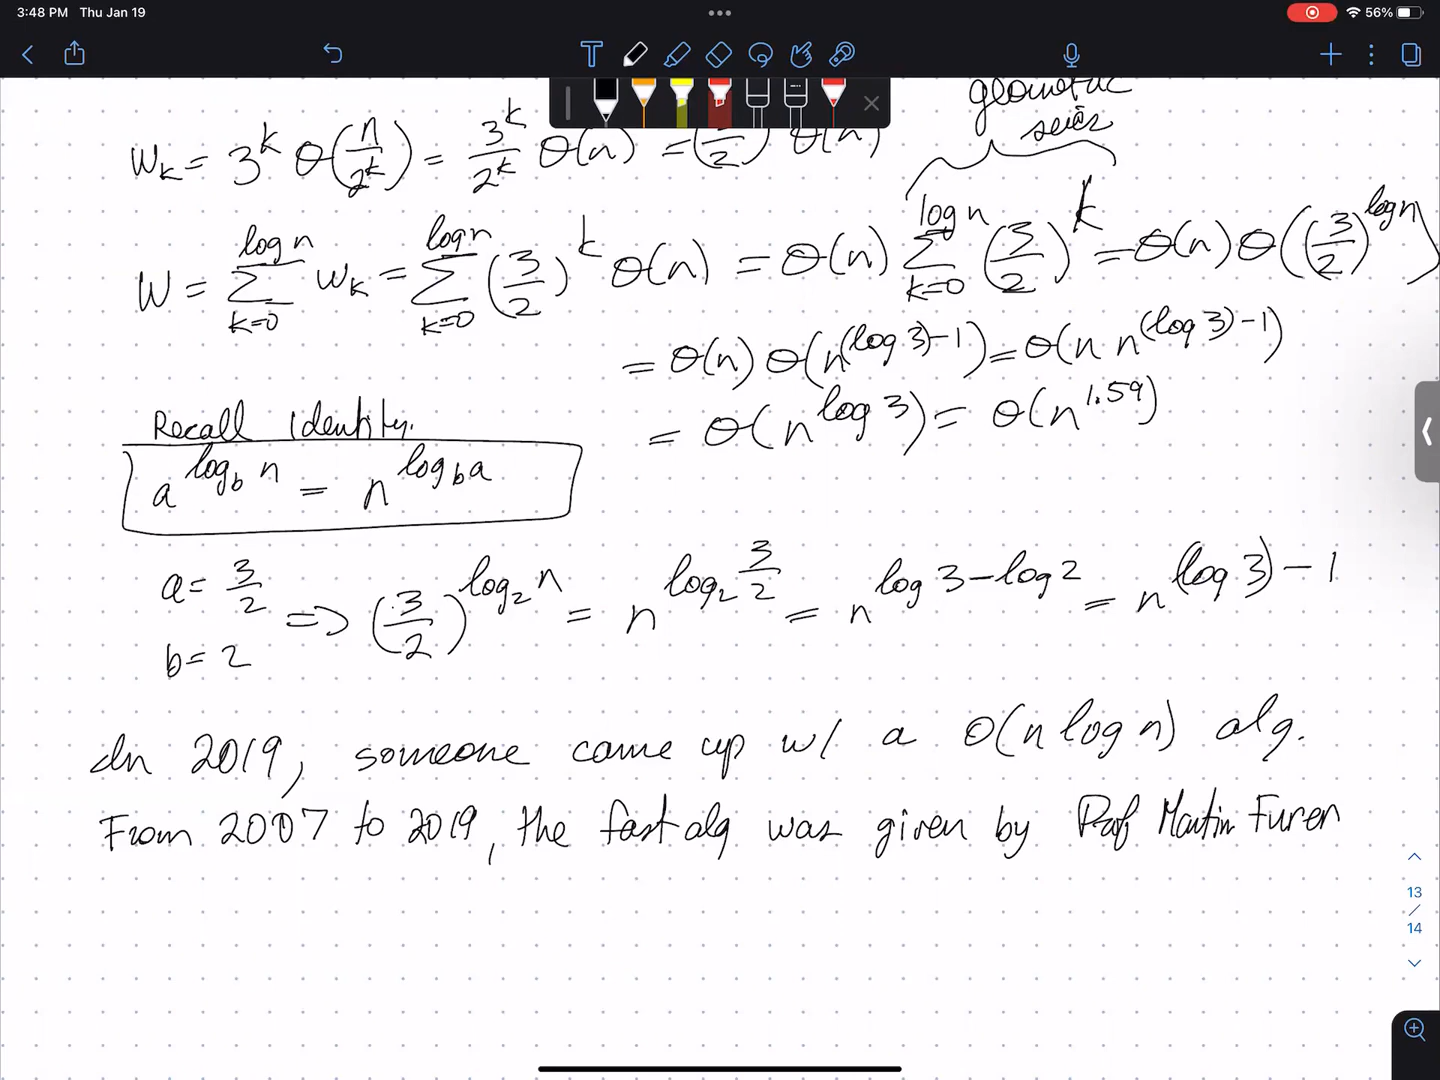 3:48 PM Thu Jan 19
56%
geometric
series
W_k = 3^k Θ(n/2^k) = 3^k/2^k Θ(n) = (3/2) Θ(n)
W = Σ_{k=0}^{log n} W_k = Σ_{k=0}^{log n} (3/2)^k Θ(n) = Θ(n) Σ_{k=0}^{log n} (3/2)^k = Θ(n) Θ((3/2)^{log n})
= Θ(n) Θ(n^{(log 3)-1}) = Θ(n n^{(log 3)-1})
= Θ(n^{log 3}) = Θ(n^{1.59})
Recall Identity.
a^{log_b n} = n^{log_b a}
a = 3/2
b = 2
=> (3/2)^{log_2 n} = n^{log_2 3/2} = n^{log 3 - log 2} = n^{(log 3) - 1}
In 2019, someone came up w/ a Θ(n log n) alg.
From 2007 to 2019, the fast alg was given by Prof Martin Furer
13
/
14